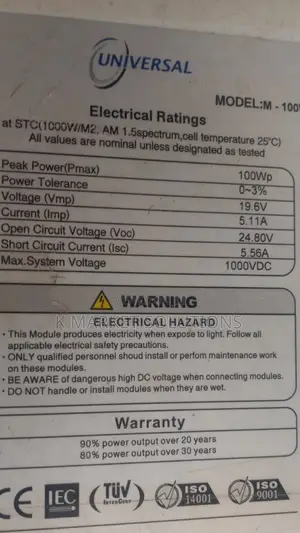 UNIVERSAL
MODEL:M - 100
Electrical Ratings
at STC(1000W/M2, AM 1.5spectrum,cell temperature 25°C)
All values are nominal unless designated as tested
Peak Power(Pmax) 100Wp
Power Tolerance 0~3%
Voltage (Vmp) 19.6V
Current (Imp) 5.11A
Open Circuit Voltage (Voc) 24.80V
Short Circuit Current (Isc) 5.56A
Max.System Voltage 1000VDC
WARNING
ELECTRICAL HAZARD
• This Module produces electricity when expose to light. Follow all
applicable electrical safety precautions.
• ONLY qualified personnel shoud install or perfom maintenance work
on these modules.
• BE AWARE of dangerous high DC voltage when connecting modules.
• DO NOT handle or install modules when they are wet.
Warranty
90% power output over 20 years
80% power output over 30 years
CE IEC TÜV InterCert ISO 14001 ISO 9001